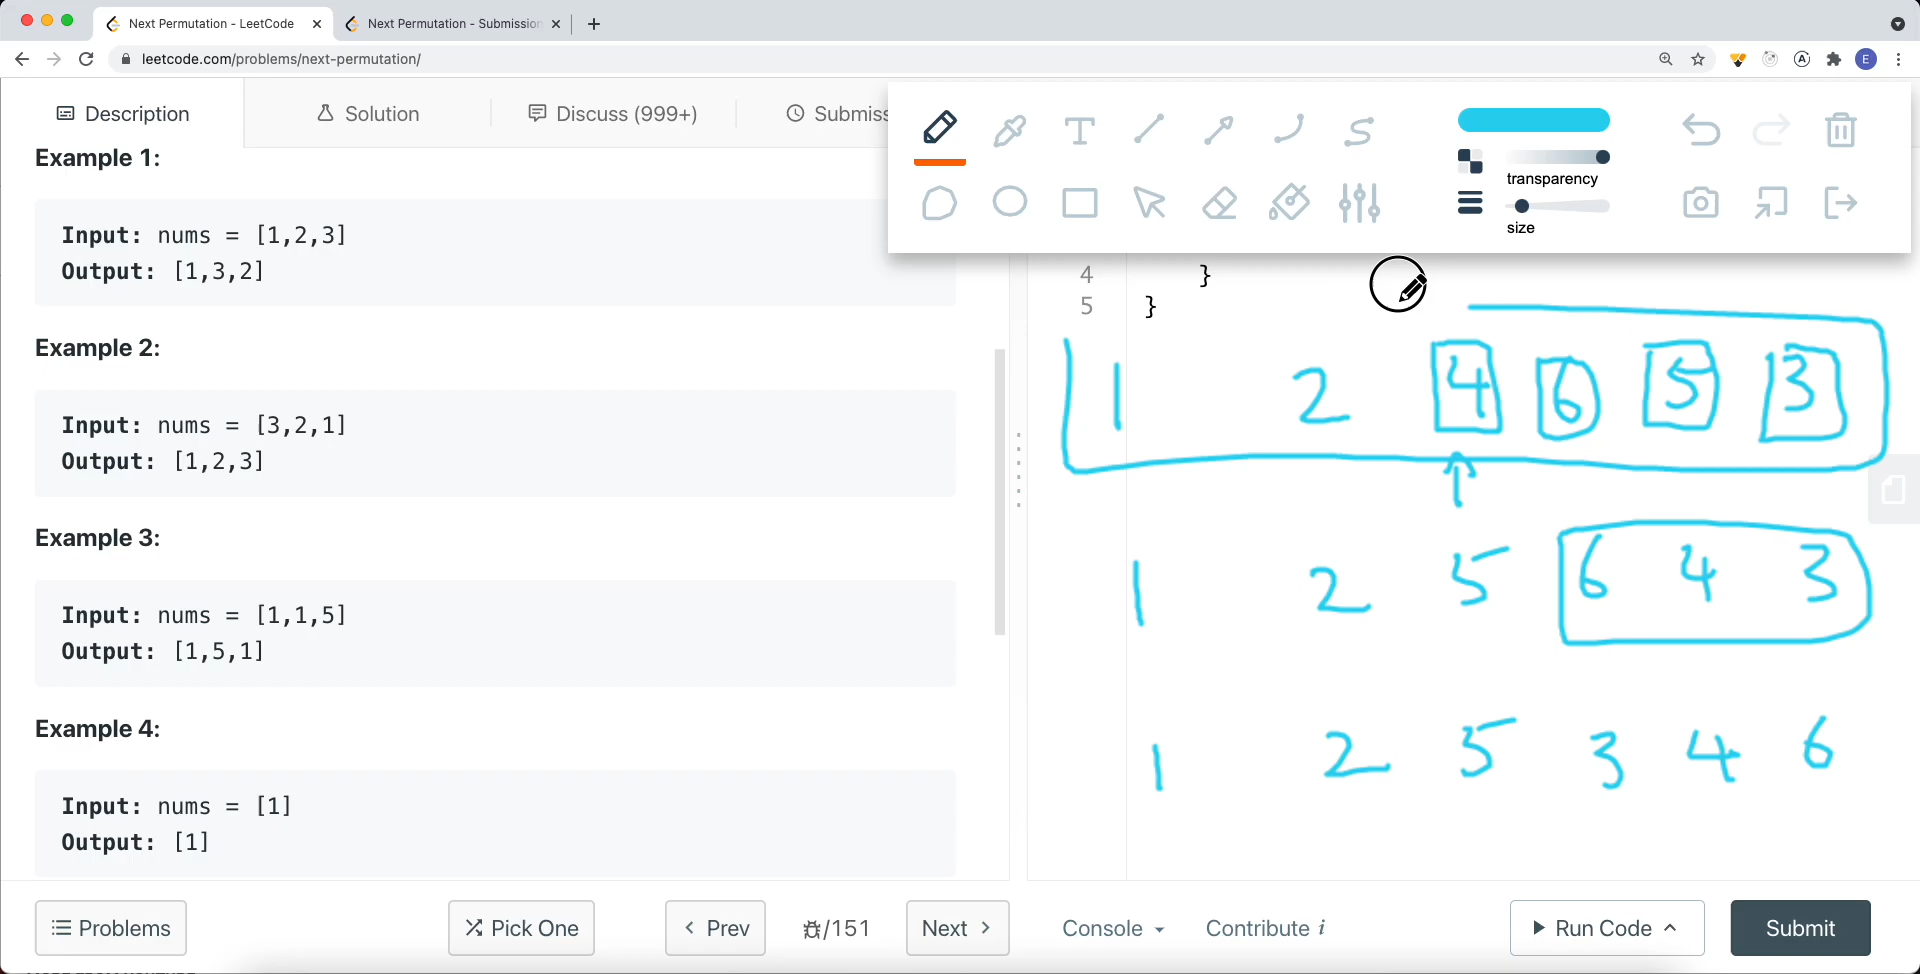 Next Permutation - LeetCode
Next Permutation - Submission
leetcode.com/problems/next-permutation/
E
Description
Solution
Discuss (999+)
Submiss
T
transparency
size
Example 1:
Input: nums = [1,2,3]
Output: [1,3,2]
Example 2:
Input: nums = [3,2,1]
Output: [1,2,3]
Example 3:
Input: nums = [1,1,5]
Output: [1,5,1]
Example 4:
Input: nums = [1]
Output: [1]
4 }
5 }
1 2 4 6 5 3
1 2 5 6 4 3
1 2 5 3 4 6
Problems
Pick One
Prev
/151
Next
Console
Contribute i
Run Code
Submit